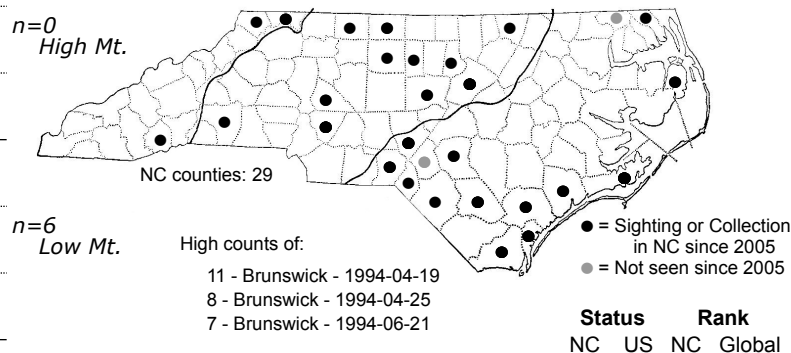 n=0
High Mt.
NC counties: 29
n=6
Low Mt.
High counts of:
11 - Brunswick - 1994-04-19
8 - Brunswick - 1994-04-25
7 - Brunswick - 1994-06-21
= Sighting or Collection
in NC since 2005
= Not seen since 2005
Status Rank
NC US NC Global